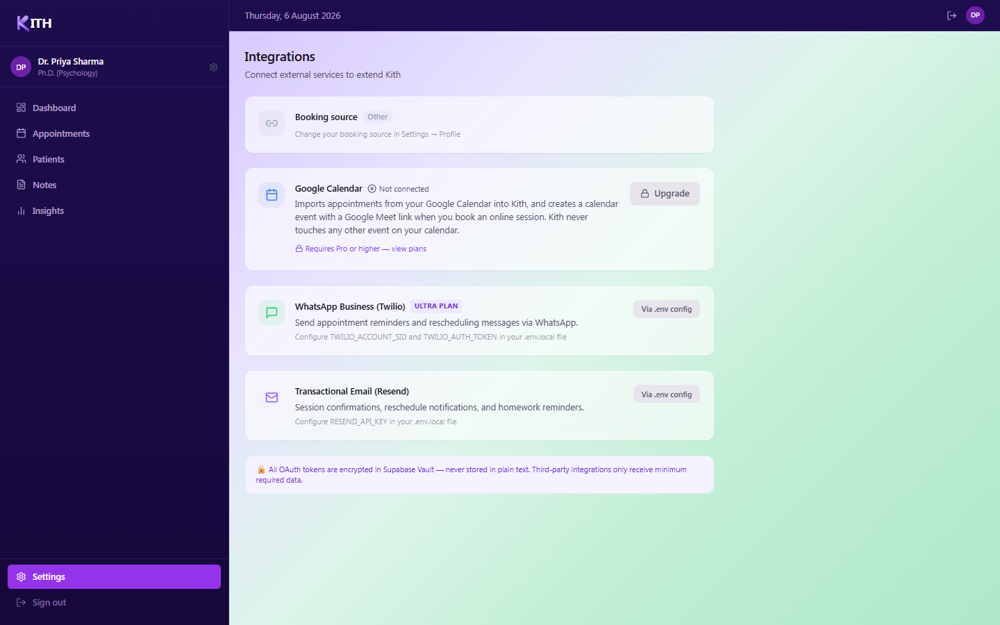 KITH
Thursday, 6 August 2026
DP
DP
Dr. Priya Sharma
Ph.D. (Psychology)
Dashboard
Appointments
Patients
Notes
Insights
Settings
Sign out
Integrations
Connect external services to extend Kith
Booking source Other
Change your booking source in Settings → Profile
Google Calendar Not connected
Upgrade
Imports appointments from your Google Calendar into Kith, and creates a calendar
event with a Google Meet link when you book an online session. Kith never
touches any other event on your calendar.
Requires Pro or higher — view plans
WhatsApp Business (Twilio) ULTRA PLAN
Via .env config
Send appointment reminders and rescheduling messages via WhatsApp.
Configure TWILIO_ACCOUNT_SID and TWILIO_AUTH_TOKEN in your .env.local file
Transactional Email (Resend)
Via .env config
Session confirmations, reschedule notifications, and homework reminders.
Configure RESEND_API_KEY in your .env.local file
🔒 All OAuth tokens are encrypted in Supabase Vault — never stored in plain text. Third-party integrations only receive minimum
required data.